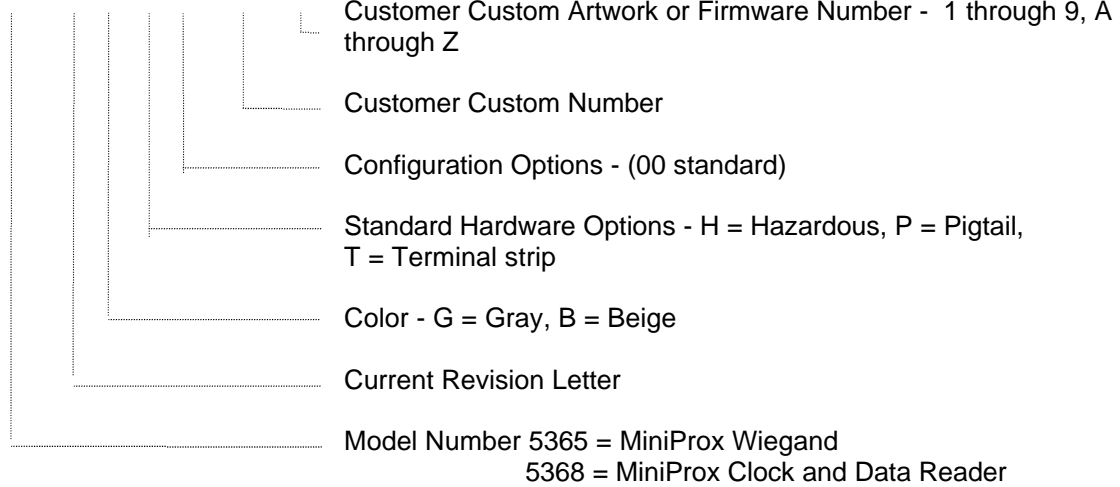 Customer Custom Artwork or Firmware Number - 1 through 9, A
through Z
Customer Custom Number
Configuration Options - (00 standard)
Standard Hardware Options - H = Hazardous, P = Pigtail,
T = Terminal strip
Color - G = Gray, B = Beige
Current Revision Letter
Model Number 5365 = MiniProx Wiegand
5368 = MiniProx Clock and Data Reader